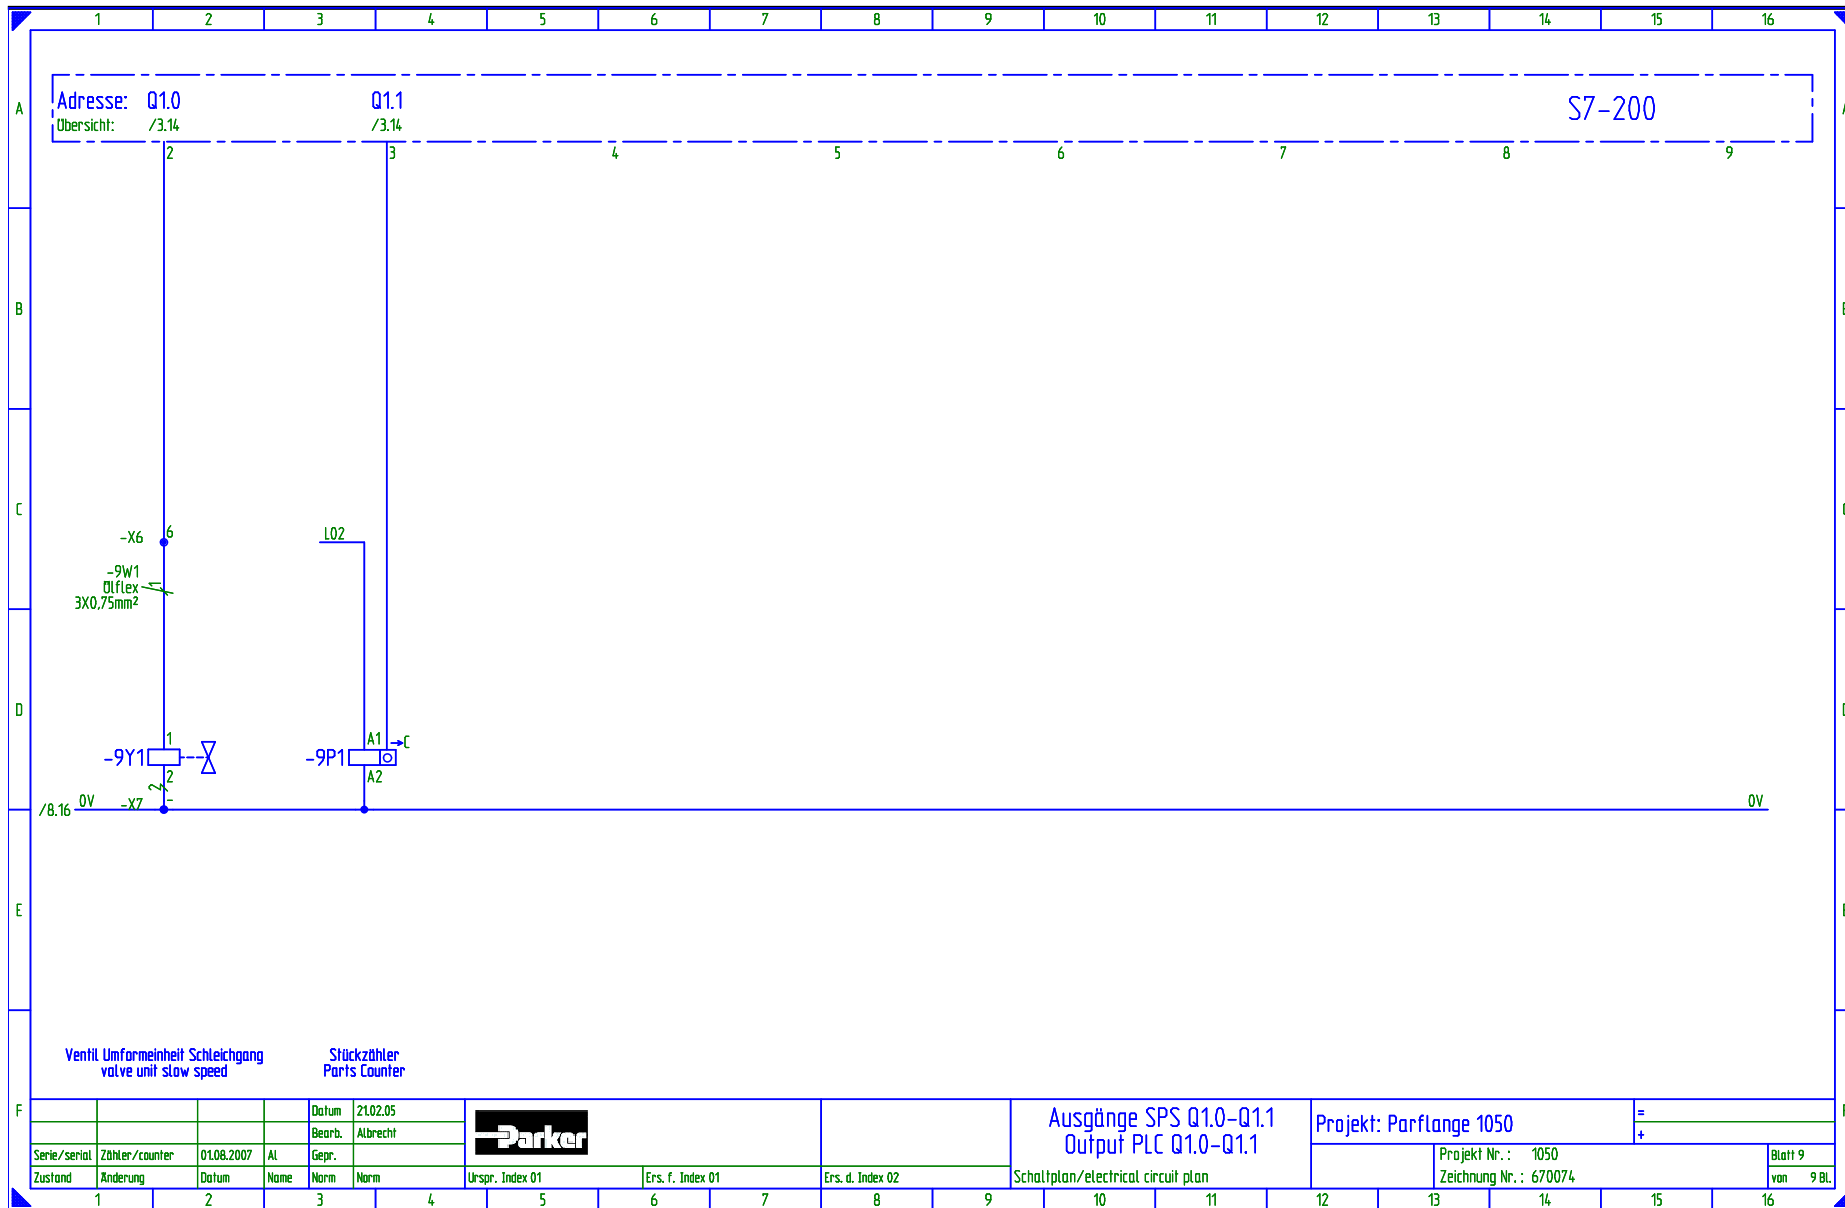 1 2 3 4 5 6 7 8 9 10 11 12 13 14 15 16
A
Adresse: Q1.0 Q1.1 S7-200
Übersicht: /3.14 /3.14
2 3 4 5 6 7 8 9
B
C
-X6 6 L02
-9W1
Ölflex 1
3X0,75mm²
D
1 A1 C
-9Y1 -9P1
2 A2
2
/8.16 0V -X7 - 0V
E
Ventil Umformeinheit Schleichgang Stückzähler
valve unit slow speed Parts Counter
F
Datum 21.02.05 Ausgänge SPS Q1.0-Q1.1 Projekt: Parflange 1050 =
Bearb. Albrecht Parker Output PLC Q1.0-Q1.1 +
Serie/serial Zähler/counter 01.08.2007 AL Gepr. Projekt Nr.: 1050 Blatt 9
Zustand Änderung Datum Name Norm Norm Urspr. Index 01 Ers. f. Index 01 Ers. d. Index 02 Schaltplan/electrical circuit plan Zeichnung Nr.: 670074 von 9 Bl.
1 2 3 4 5 6 7 8 9 10 11 12 13 14 15 16